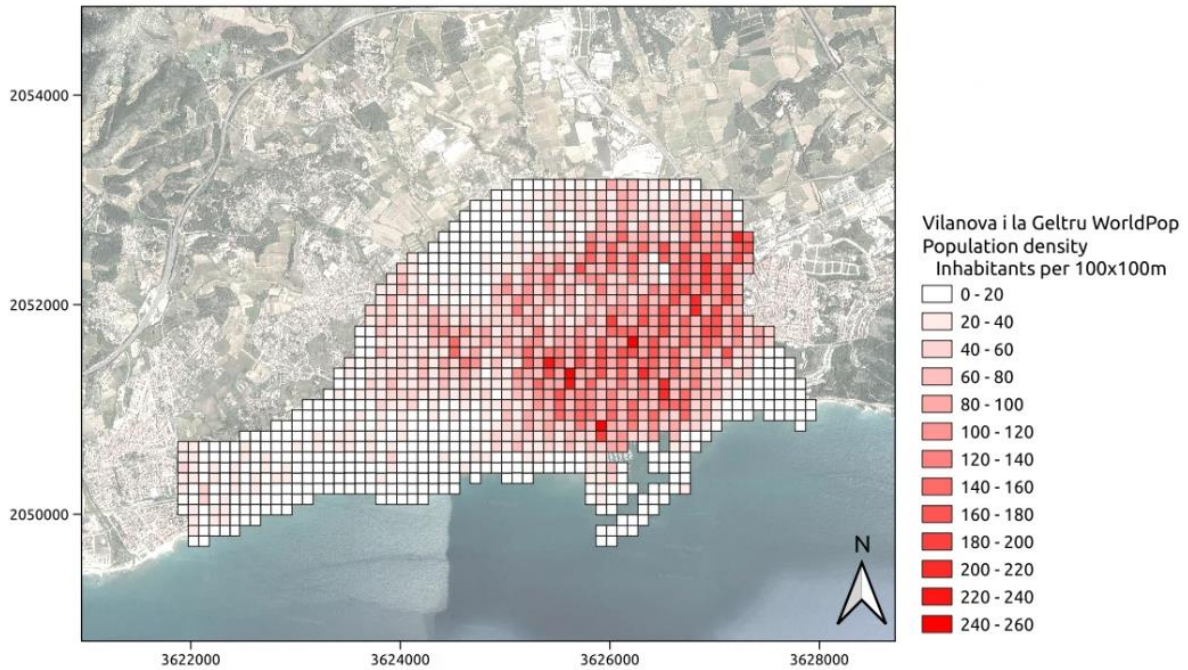 2054000
2052000
2050000
3622000
3624000
3626000
3628000
N
Vilanova i la Geltru WorldPop
Population density
Inhabitants per 100x100m
0 - 20
20 - 40
40 - 60
60 - 80
80 - 100
100 - 120
120 - 140
140 - 160
160 - 180
180 - 200
200 - 220
220 - 240
240 - 260